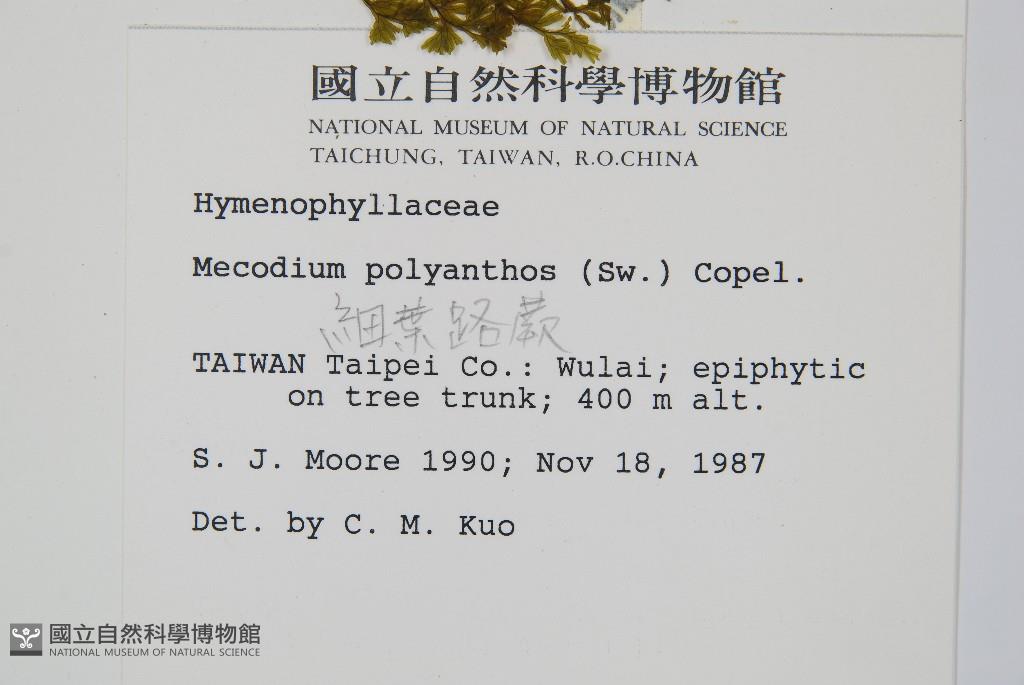 國立自然科學博物館
NATIONAL MUSEUM OF NATURAL SCIENCE
TAICHUNG, TAIWAN, R.O.CHINA
Hymenophyllaceae
Mecodium polyanthos (Sw.) Copel.
細葉蕗蕨
TAIWAN Taipei Co.: Wulai; epiphytic
on tree trunk; 400 m alt.
S. J. Moore 1990; Nov 18, 1987
Det. by C. M. Kuo
國立自然科學博物館
NATIONAL MUSEUM OF NATURAL SCIENCE